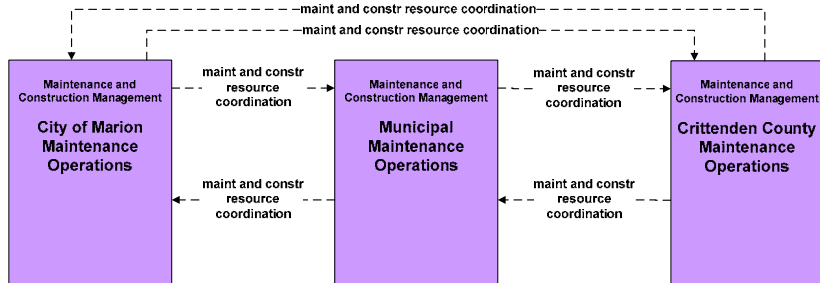 maint and constr resource coordination
maint and constr resource coordination
Maintenance and
Construction Management
City of Marion
Maintenance
Operations
maint and constr
resource
coordination
Maintenance and
Construction Management
Municipal
Maintenance
Operations
maint and constr
resource
coordination
Maintenance and
Construction Management
Crittenden County
Maintenance
Operations
maint and constr
resource
coordination
maint and constr
resource
coordination